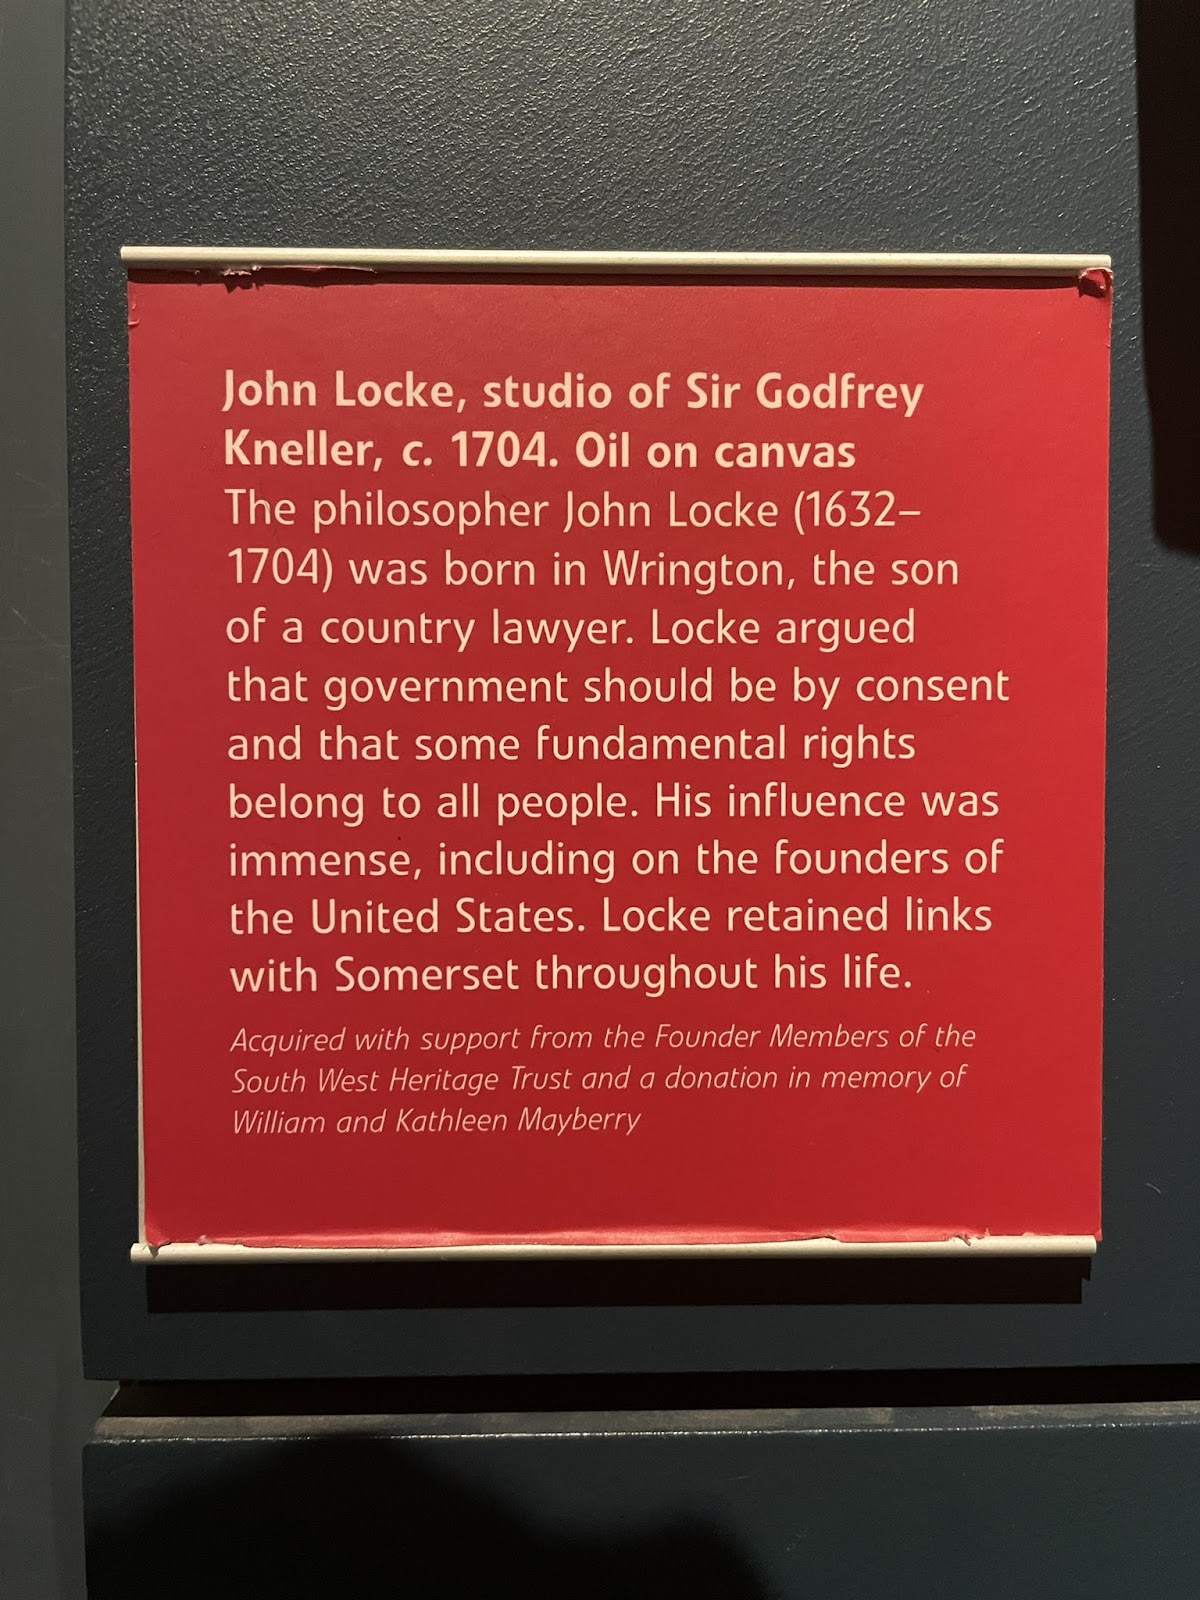 John Locke, studio of Sir Godfrey
Kneller, c. 1704. Oil on canvas
The philosopher John Locke (1632–
1704) was born in Wrington, the son
of a country lawyer. Locke argued
that government should be by consent
and that some fundamental rights
belong to all people. His influence was
immense, including on the founders of
the United States. Locke retained links
with Somerset throughout his life.
Acquired with support from the Founder Members of the
South West Heritage Trust and a donation in memory of
William and Kathleen Mayberry